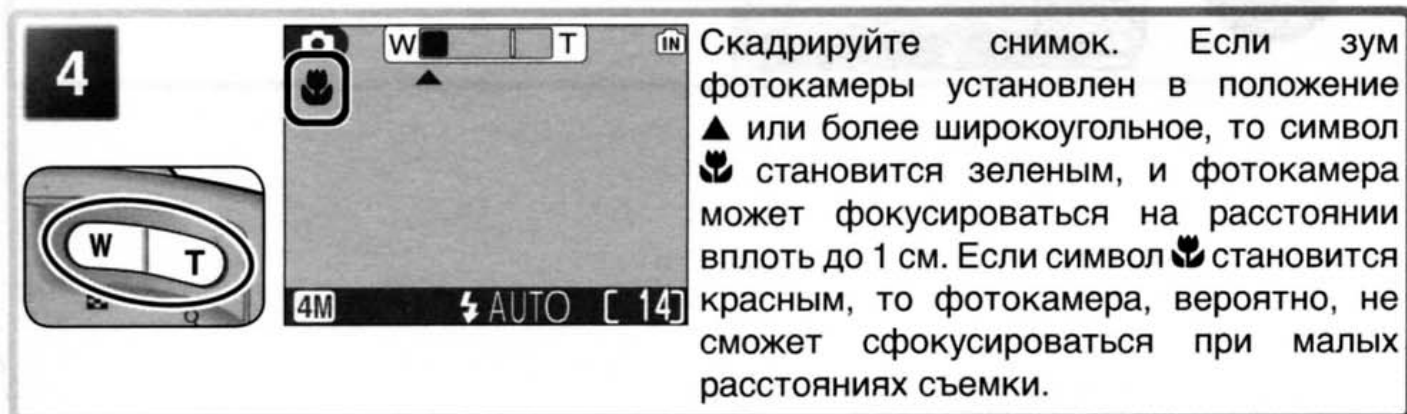 4
W T IN
4M AUTO [ 14]
W T
Скадрируйте снимок. Если зум
фотокамеры установлен в положение
▲ или более широкоугольное, то символ
становится зеленым, и фотокамера
может фокусироваться на расстоянии
вплоть до 1 см. Если символ становится
красным, то фотокамера, вероятно, не
сможет сфокусироваться при малых
расстояниях съемки.